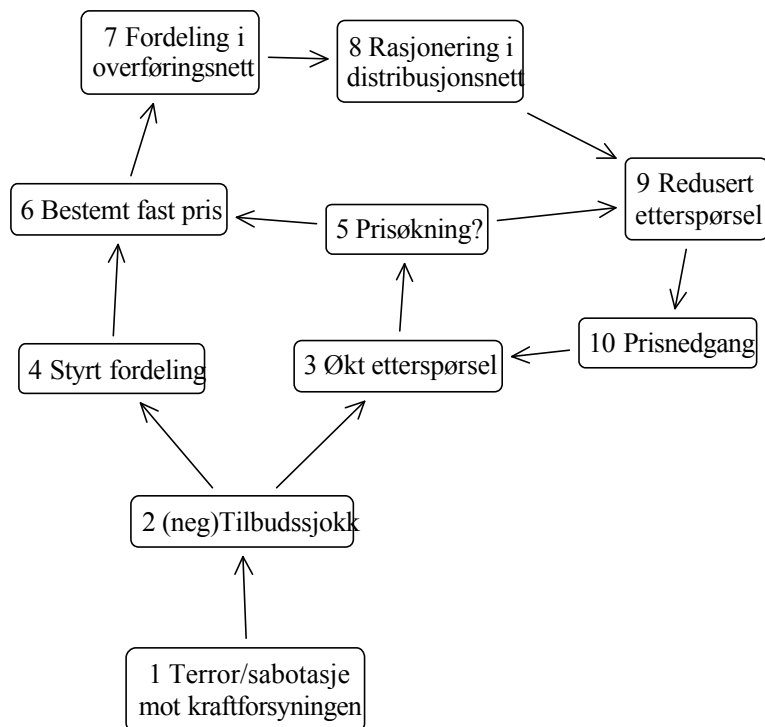 7 Fordeling i
overføringsnett
8 Rasjonering i
distribusjonsnett
9 Redusert
etterspørsel
6 Bestemt fast pris
5 Prisøkning?
10 Prisnedgang
4 Styrt fordeling
3 Økt etterspørsel
2 (neg)Tilbudssjokk
1 Terror/sabotasje
mot kraftforsyningen